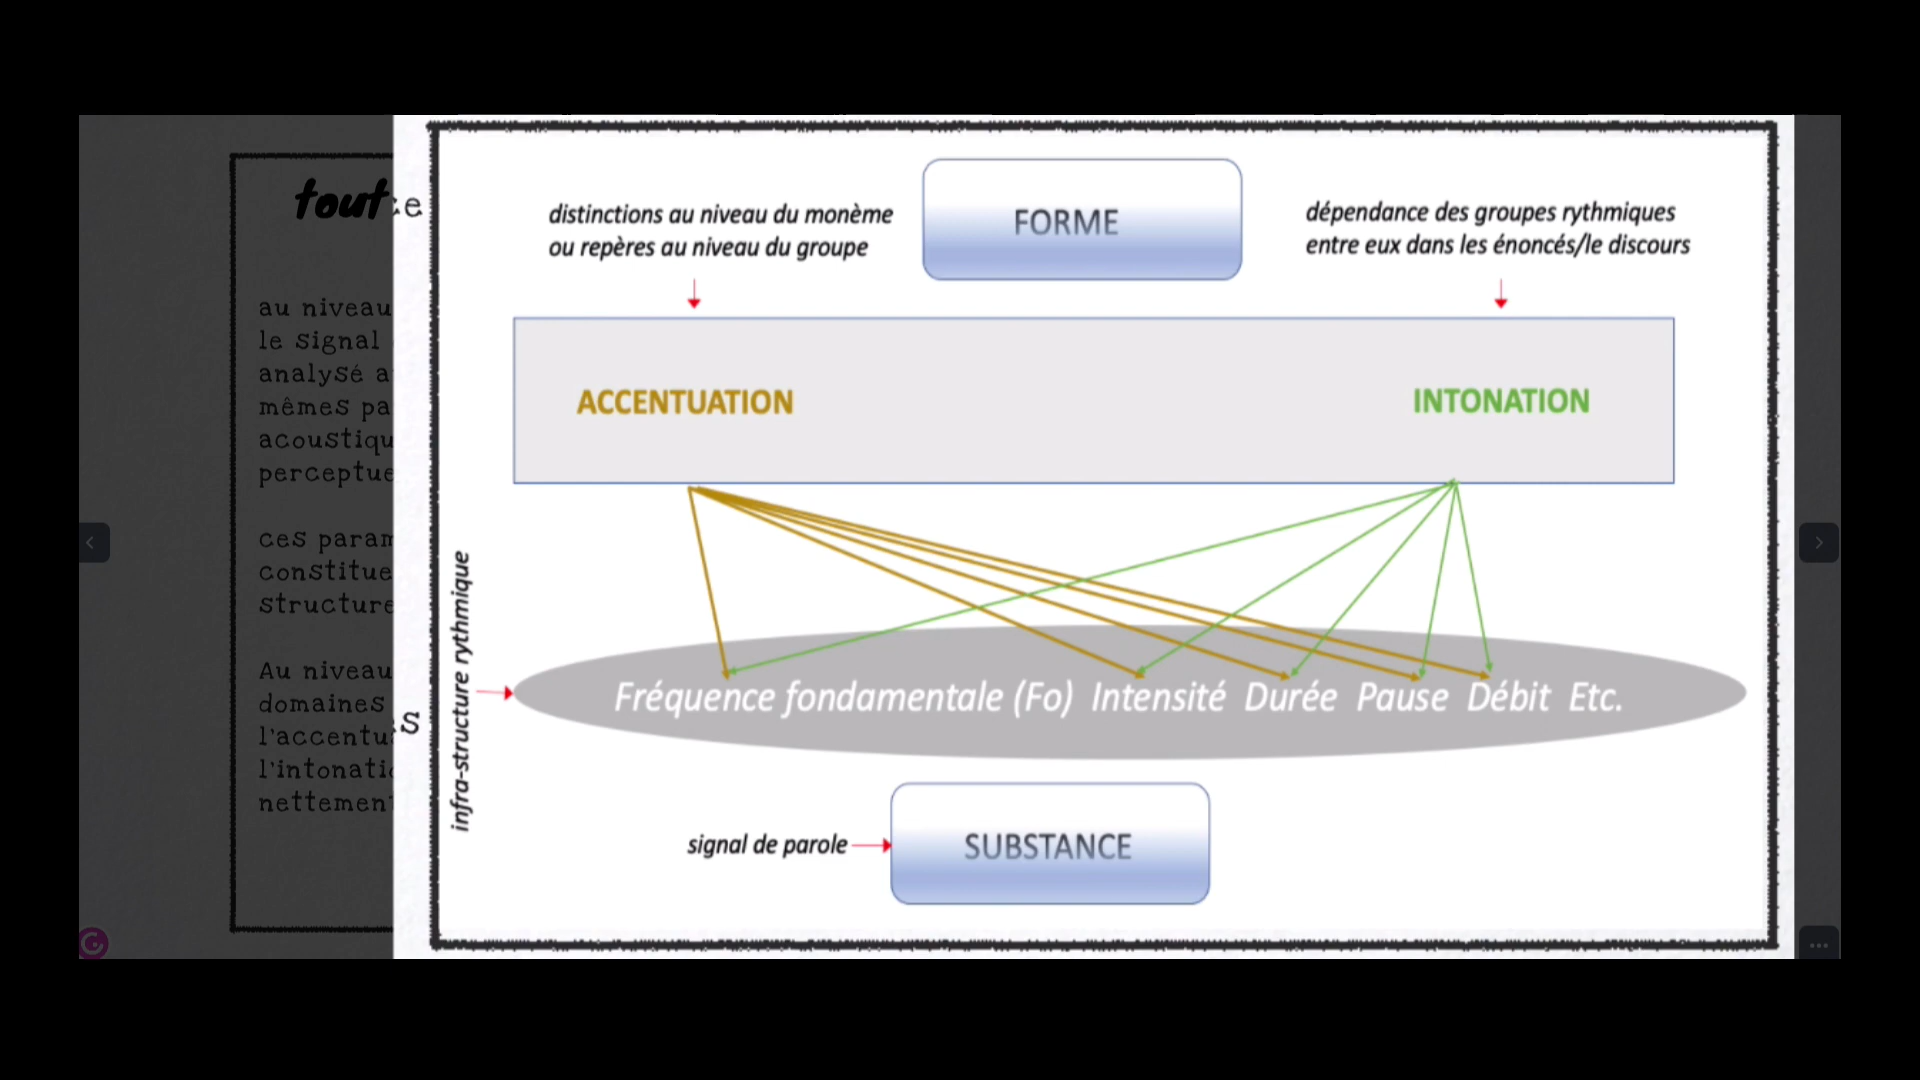 tout
ce
au niveau
le signal
analysé a
mêmes pa
acoustiqu
perceptue
ces param
constitue
structure
Au niveau
domaines
l'accentu
l'intonatio
nettement
s
FORME
distinctions au niveau du monème
ou repères au niveau du groupe
dépendance des groupes rythmiques
entre eux dans les énoncés/le discours
ACCENTUATION
INTONATION
infra-structure rythmique
Fréquence fondamentale (Fo) Intensité Durée Pause Débit Etc.
signal de parole
SUBSTANCE